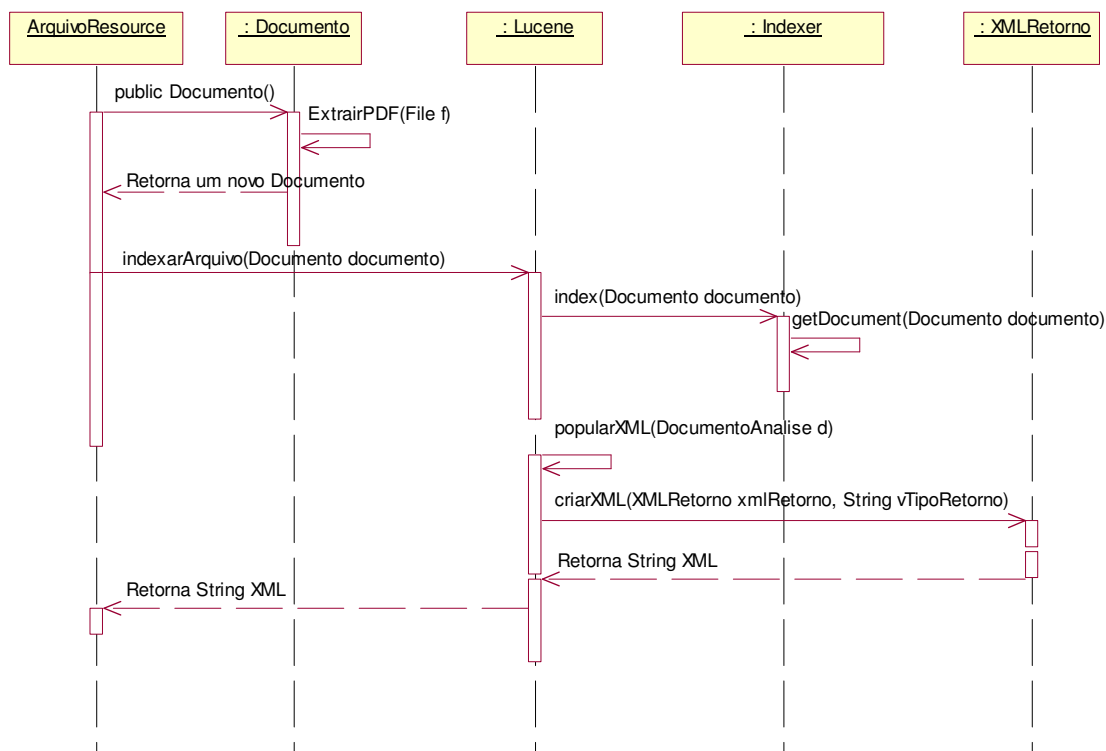 ArquivoResource
: Documento
: Lucene
: Indexer
: XMLRetorno
public Documento()
ExtrairPDF(File f)
Retorna um novo Documento
indexarArquivo(Documento documento)
index(Documento documento)
getDocument(Documento documento)
popularXML(DocumentoAnalise d)
criarXML(XMLRetorno xmlRetorno, String vTipoRetorno)
Retorna String XML
Retorna String XML